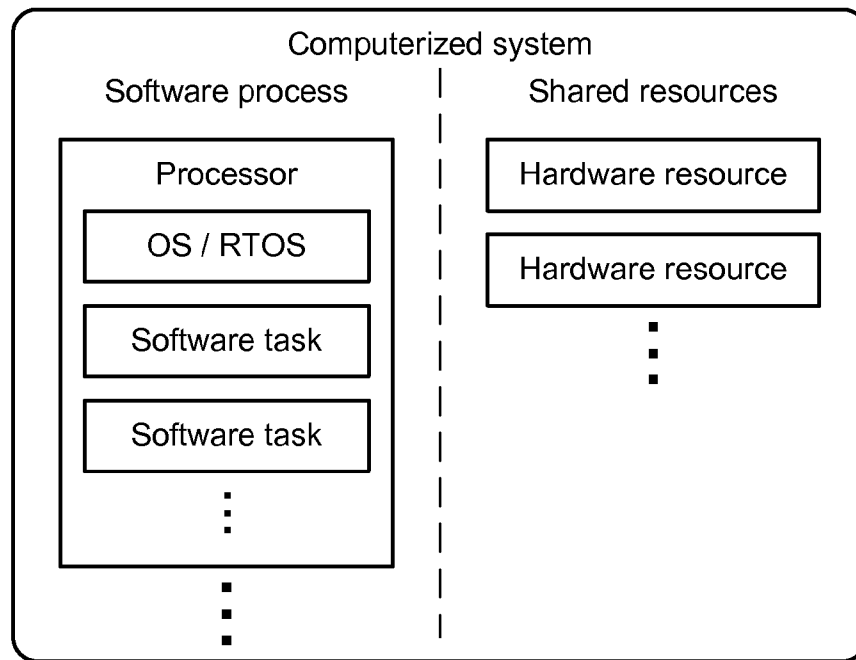 Computerized system
Software process
Processor
OS / RTOS
Software task
Software task
Shared resources
Hardware resource
Hardware resource